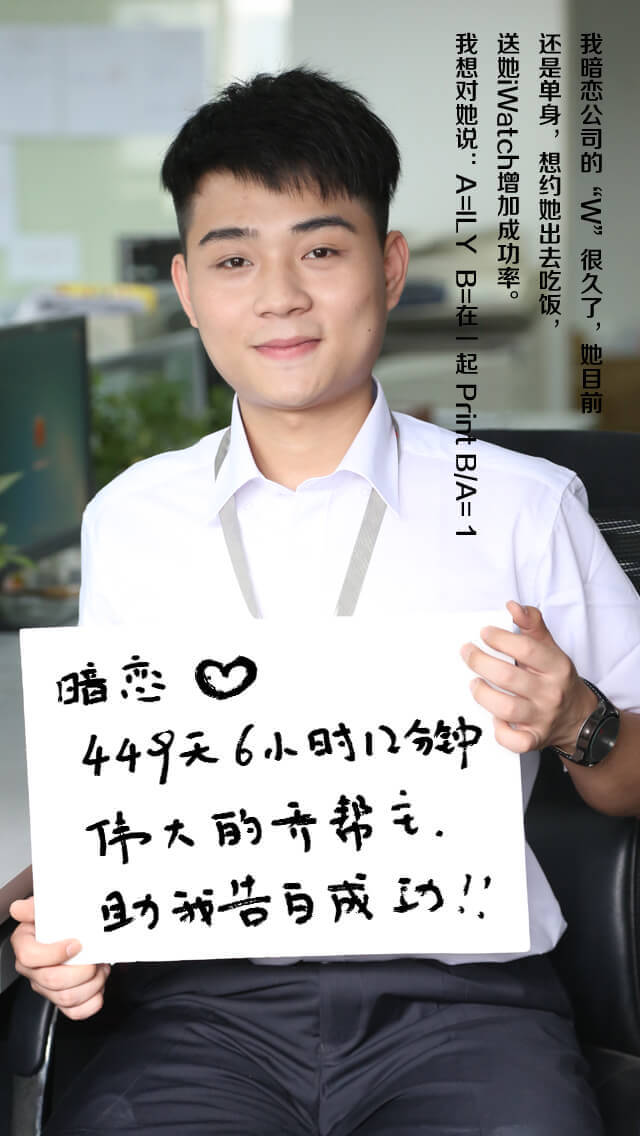 我暗恋公司的“W”很久了，她目前
还是单身，想约她出去吃饭，
送她iWatch增加成功率。
我想对她说：A=IL Y B=在一起 Print B/A= 1
暗恋
449天6小时12分钟
伟大的乔帮主.
助我告白成功!!